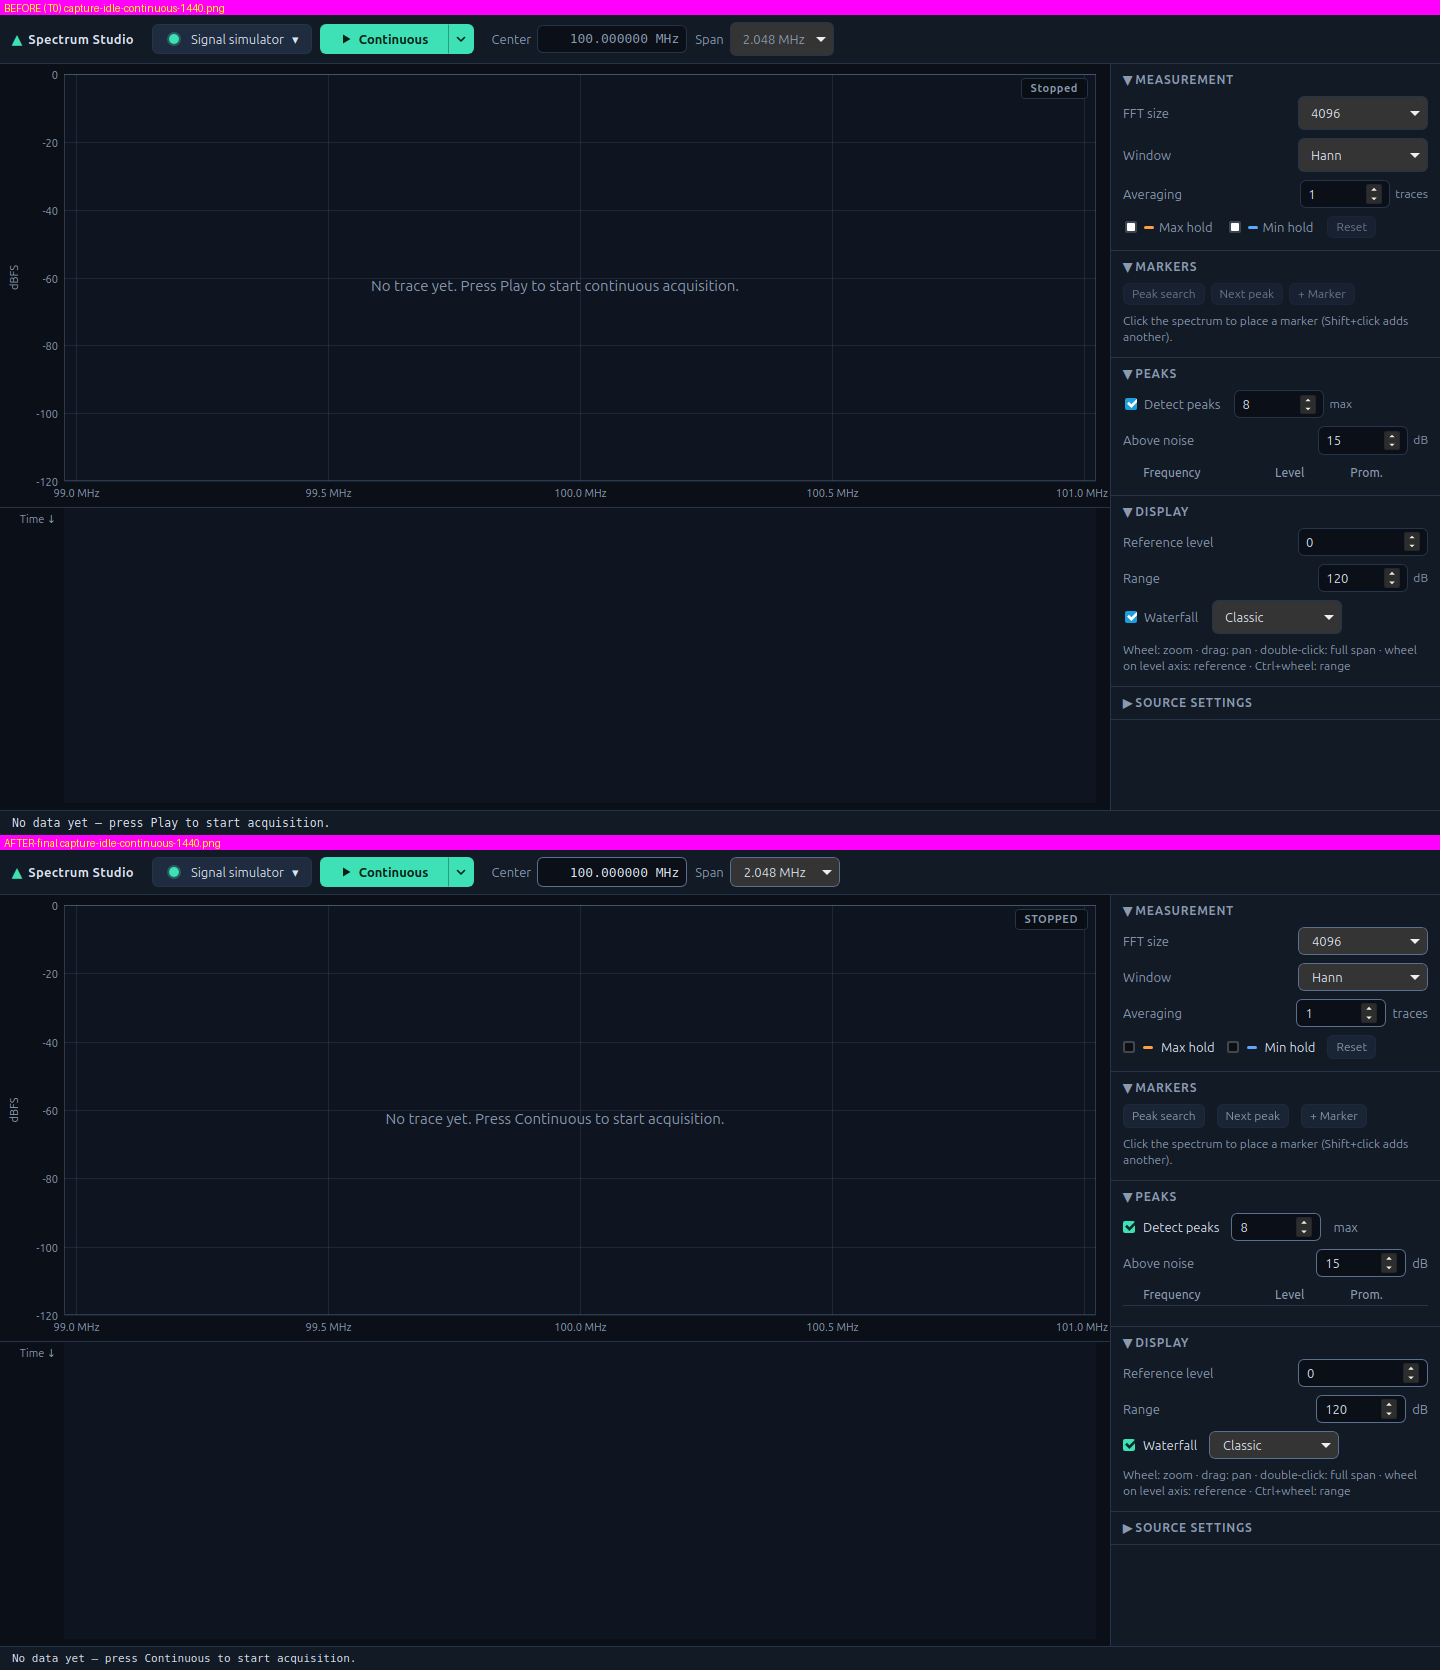 BEFORE (T0) capture-idle-continuous-1440.png
▲ Spectrum Studio Signal simulator ▾ ▶ Continuous Center 100.000000 MHz Span 2.048 MHz
0
Stopped
-20
-40
-60
-80
-100
-120
dBFS
No trace yet. Press Play to start continuous acquisition.
99.0 MHz 99.5 MHz 100.0 MHz 100.5 MHz 101.0 MHz
Time ↓
▼ MEASUREMENT
FFT size 4096
Window Hann
Averaging 1 traces
Max hold Min hold Reset
▼ MARKERS
Peak search Next peak + Marker
Click the spectrum to place a marker (Shift+click adds
another).
▼ PEAKS
Detect peaks 8 max
Above noise 15 dB
Frequency Level Prom.
▼ DISPLAY
Reference level 0
Range 120 dB
Waterfall Classic
Wheel: zoom · drag: pan · double-click: full span · wheel
on level axis: reference · Ctrl+wheel: range
▶ SOURCE SETTINGS
No data yet — press Play to start acquisition.
AFTER-final capture-idle-continuous-1440.png
▲ Spectrum Studio Signal simulator ▾ ▶ Continuous Center 100.000000 MHz Span 2.048 MHz
0
STOPPED
-20
-40
-60
-80
-100
-120
dBFS
No trace yet. Press Continuous to start acquisition.
99.0 MHz 99.5 MHz 100.0 MHz 100.5 MHz 101.0 MHz
Time ↓
▼ MEASUREMENT
FFT size 4096
Window Hann
Averaging 1 traces
Max hold Min hold Reset
▼ MARKERS
Peak search Next peak + Marker
Click the spectrum to place a marker (Shift+click adds
another).
▼ PEAKS
Detect peaks 8 max
Above noise 15 dB
Frequency Level Prom.
▼ DISPLAY
Reference level 0
Range 120 dB
Waterfall Classic
Wheel: zoom · drag: pan · double-click: full span · wheel
on level axis: reference · Ctrl+wheel: range
▶ SOURCE SETTINGS
No data yet — press Continuous to start acquisition.